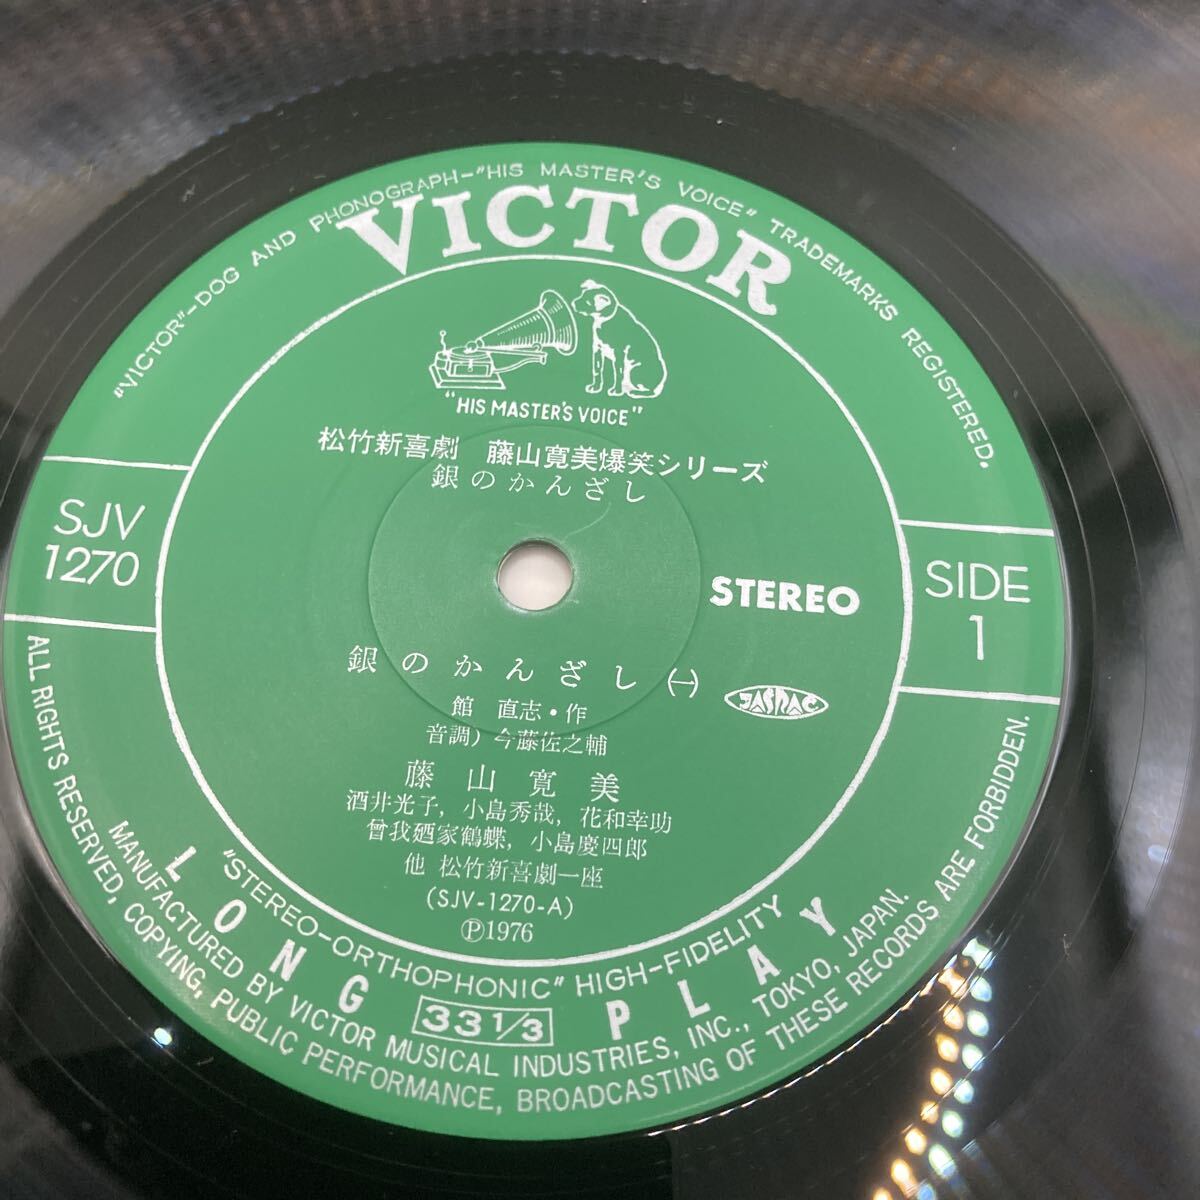 "VICTOR"-DOG AND PHONOGRAPH-"HIS MASTER'S VOICE" TRADEMARKS REGISTERED.
VICTOR
"HIS MASTER'S VOICE"
松竹新喜劇 藤山寛美爆笑シリーズ
銀のかんざし
SJV
1270
STEREO
SIDE
1
銀のかんざし(一)
JASRAC
館 直志・作
音調)今藤佐之輔
藤山寛美
酒井光子, 小島秀哉, 花和幸助
曾我廼家鶴蝶, 小島慶四郎
他 松竹新喜劇一座
(SJV-1270-A)
Ⓟ1976
"STEREO-ORTHOPHONIC" HIGH-FIDELITY
LONG 33 1/3 PLAY
MANUFACTURED BY VICTOR MUSICAL INDUSTRIES, INC., TOKYO, JAPAN.
ALL RIGHTS RESERVED, COPYING, PUBLIC PERFORMANCE, BROADCASTING OF THESE RECORDS ARE FORBIDDEN.